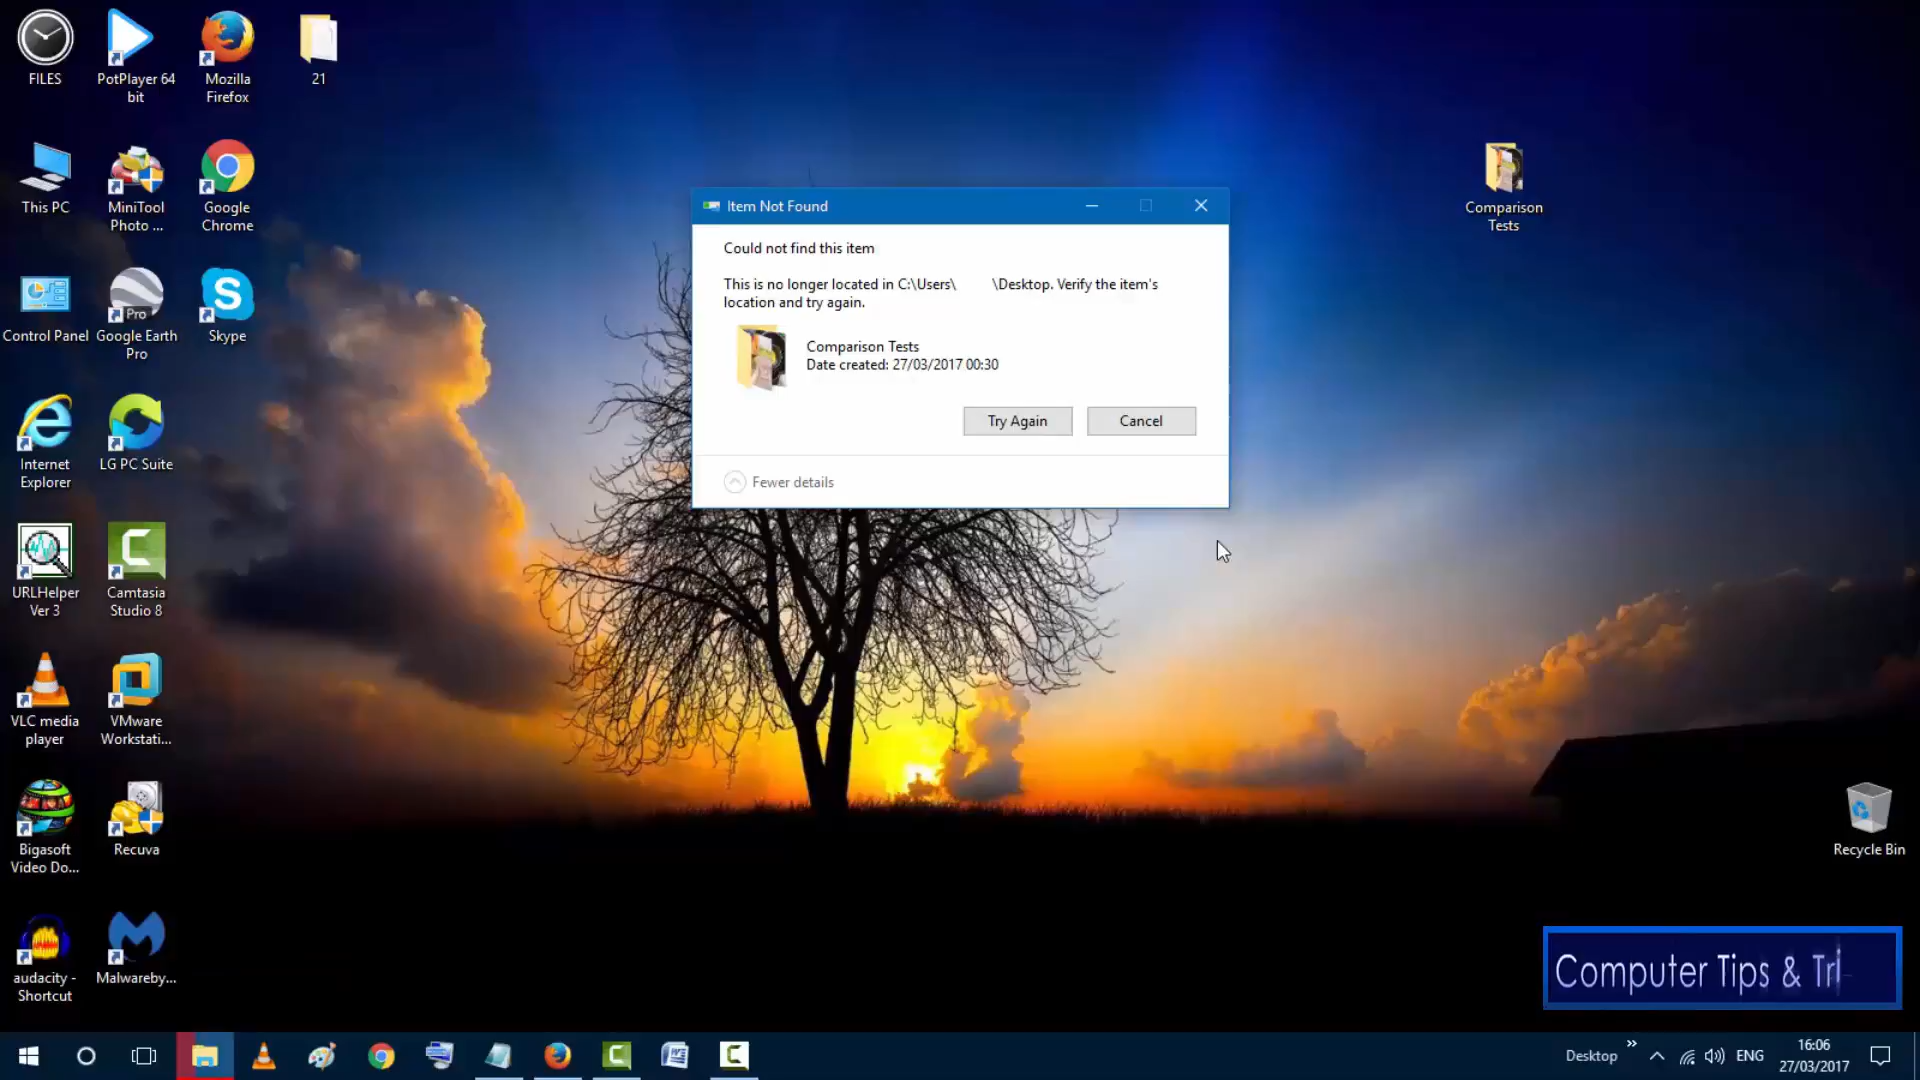 FILES
PotPlayer 64
bit
Mozilla
Firefox
21
This PC
MiniTool
Photo ...
Google
Chrome
Control Panel
Pro
Google Earth
Pro
S
Skype
Internet
Explorer
LG PC Suite
URLHelper
Ver 3
Camtasia
Studio 8
VLC media
player
VMware
Workstati...
Bigasoft
Video Do...
Recuva
audacity -
Shortcut
Malwareby...
Item Not Found
Could not find this item
This is no longer located in C:\Users\ \Desktop. Verify the item's
location and try again.
Comparison Tests
Date created: 27/03/2017 00:30
Try Again
Cancel
Fewer details
Comparison
Tests
Recycle Bin
Computer Tips & Tri
Desktop
»
ENG
16:06
27/03/2017